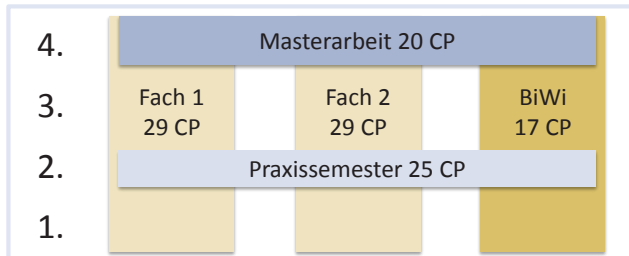 4.
Masterarbeit 20 CP
3.
Fach 1
29 CP
Fach 2
29 CP
BiWi
17 CP
2.
Praxissemester 25 CP
1.